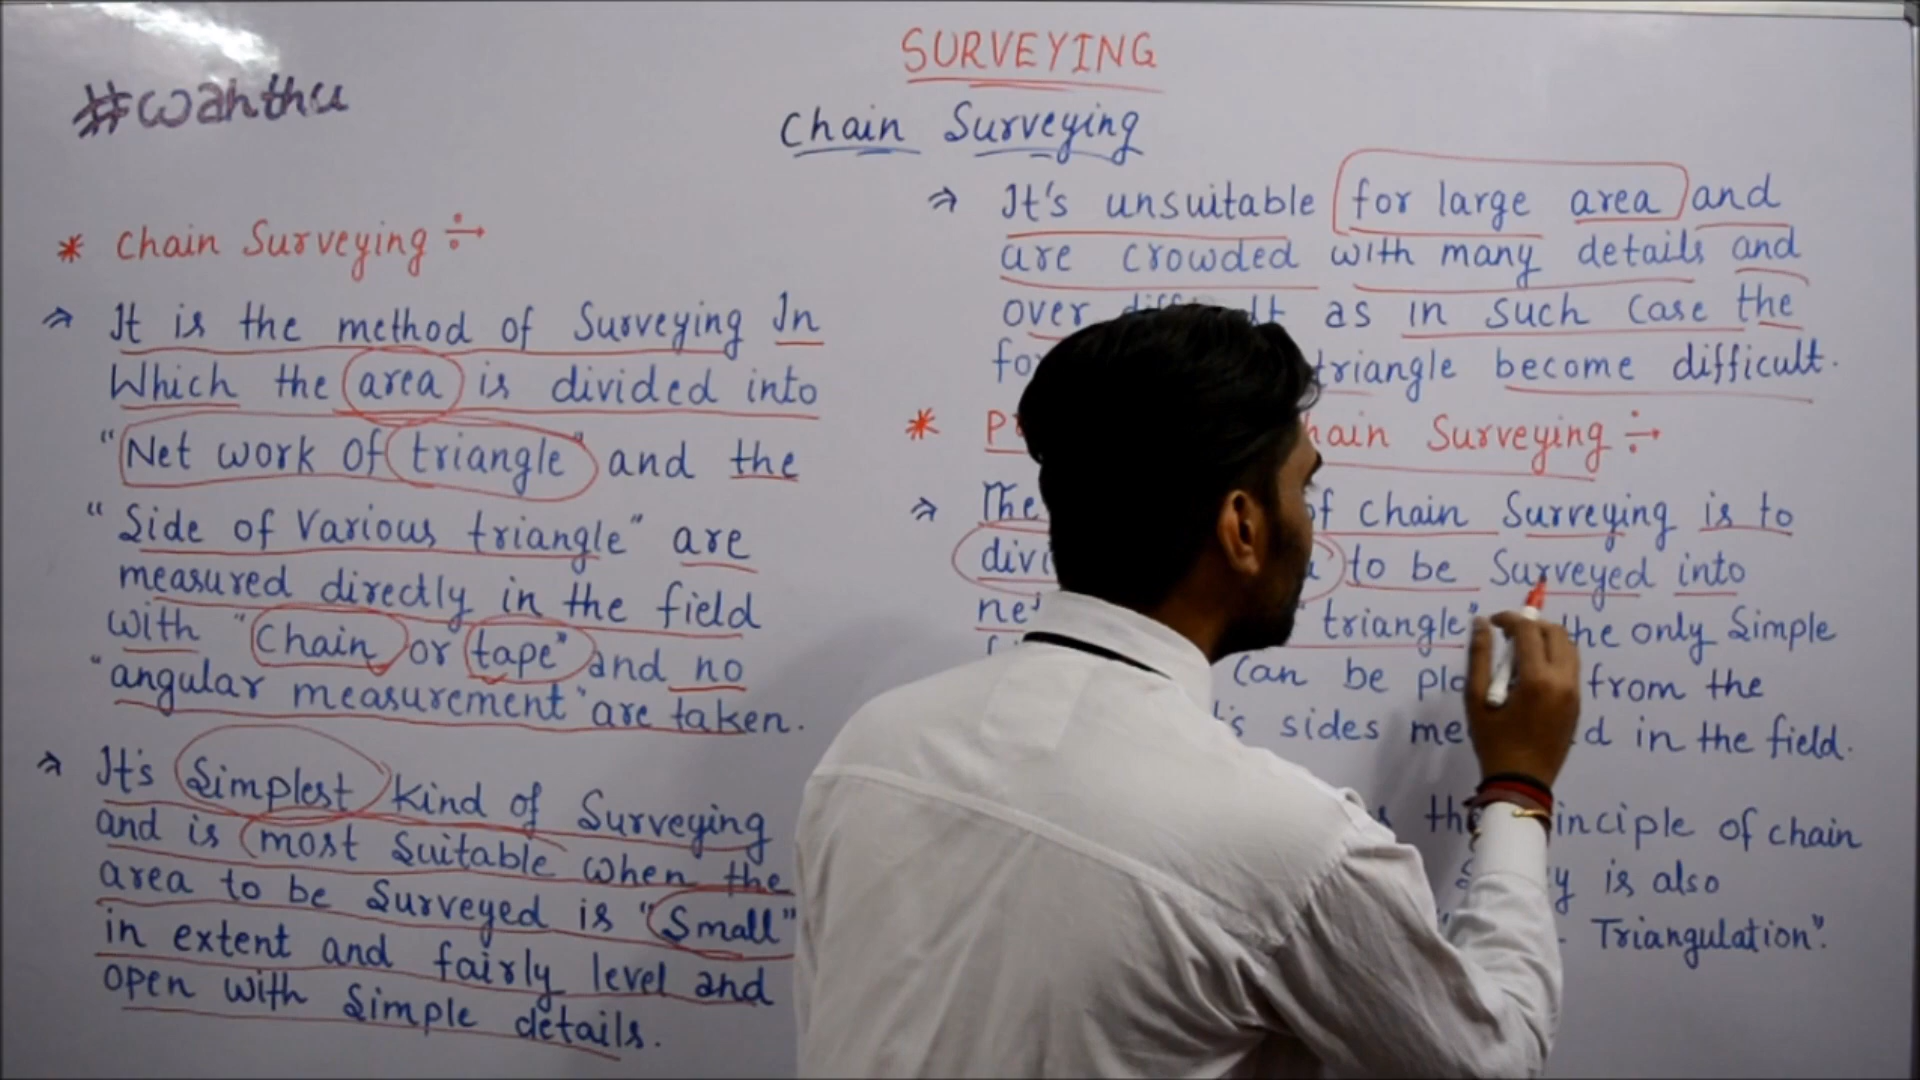 SURVEYING
#wahthu
Chain Surveying
* Chain Surveying ÷→
⇒ It is the method of Surveying In
Which the area is divided into
"Net work of triangle" and the
"Side of Various triangle" are
measured directly in the field
with "Chain or tape" and no
"angular measurement" are taken.
⇒ It's Simplest kind of Surveying
and is most Suitable when the
area to be Surveyed is "Small"
in extent and fairly level and
open with Simple details.
⇒ It's unsuitable for large area and
are crowded with many details and
over as in such Case the
triangle become difficult.
* Chain Surveying ÷→
⇒ The of Chain Surveying is to
to be Surveyed into
"triangle" the only Simple
Can be from the
sides in the field.
of chain
is also
Triangulation".